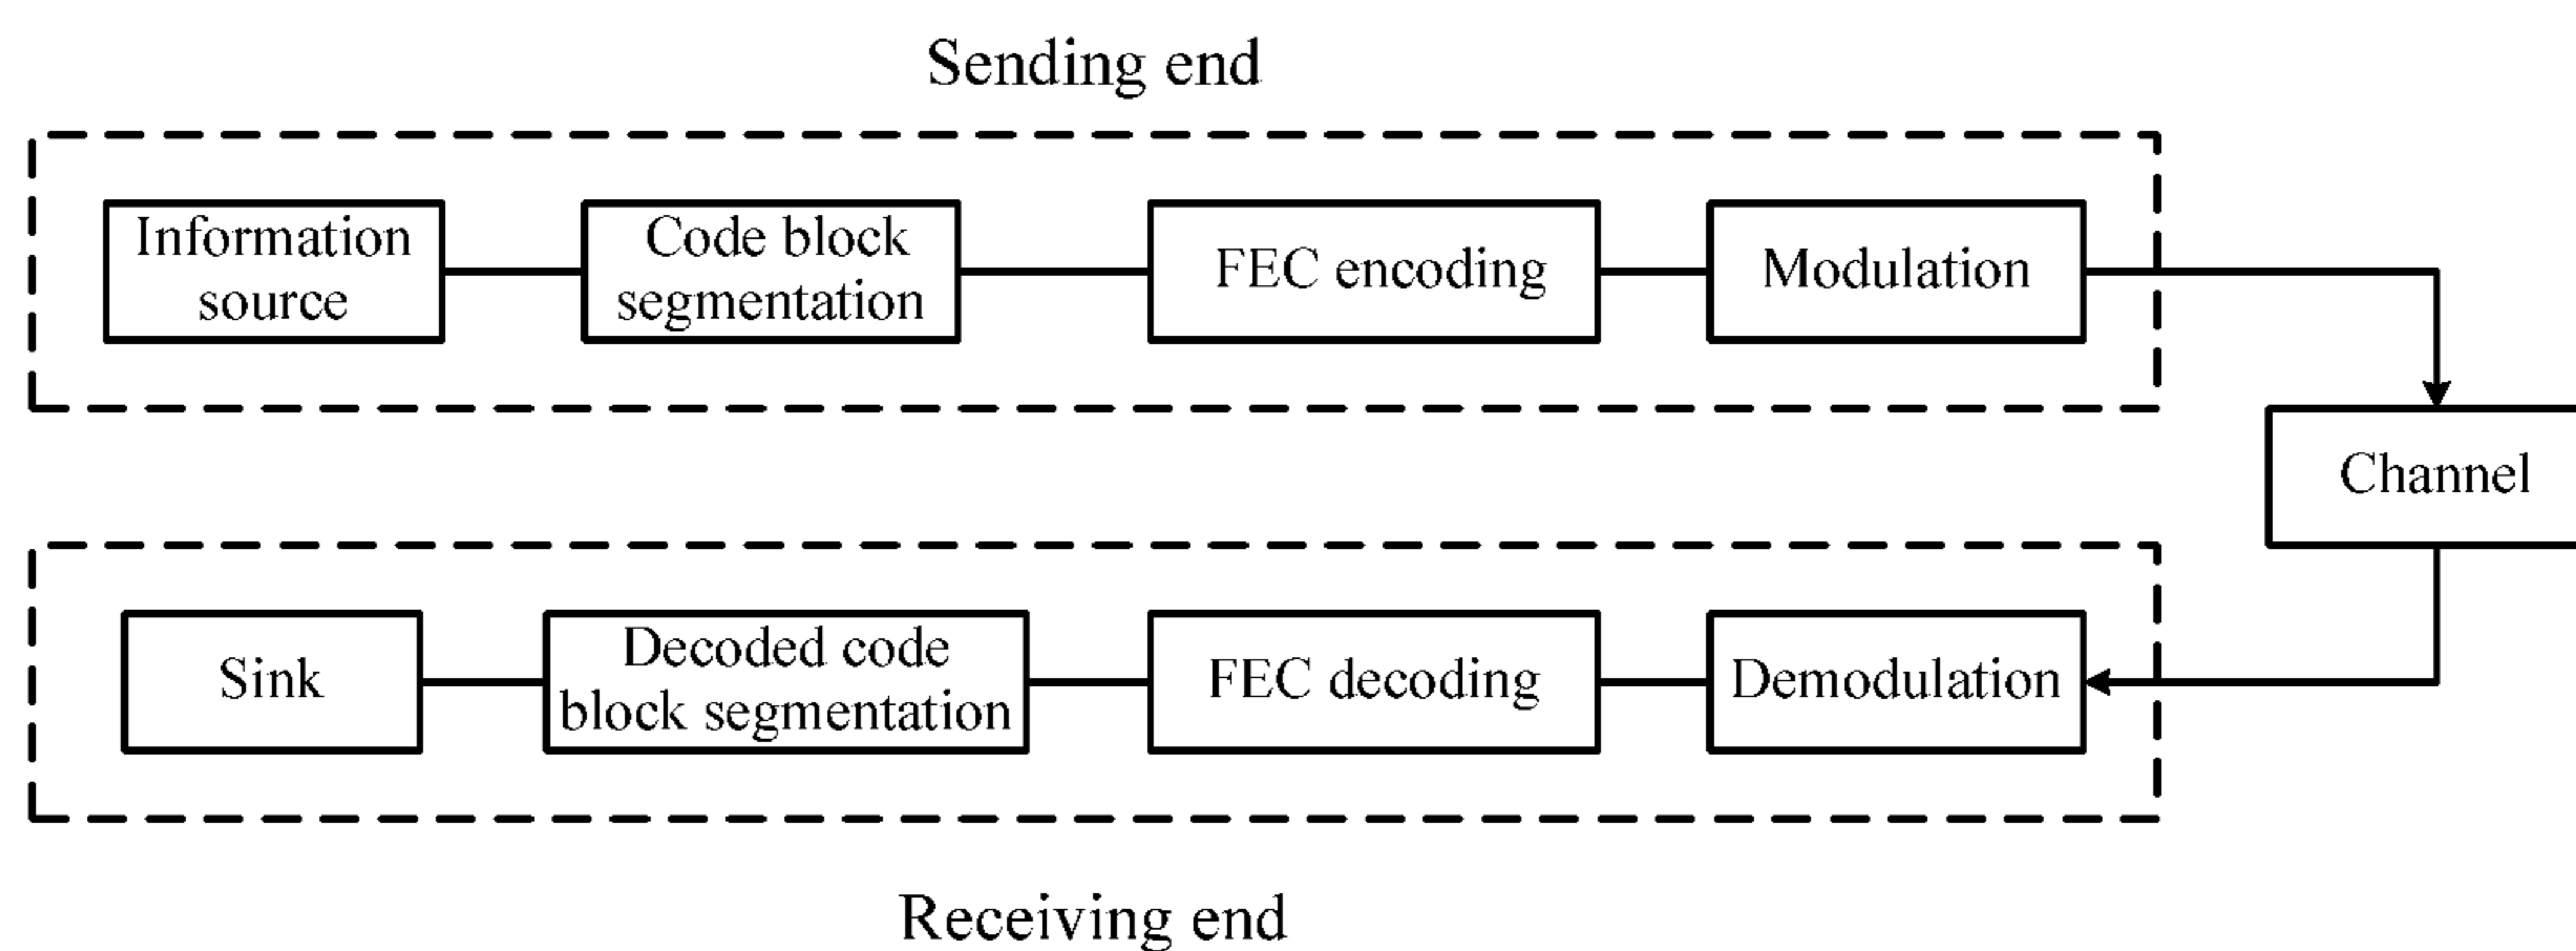 Sending end
Information
source
Code block
segmentation
FEC encoding
Modulation
Channel
Sink
Decoded code
block segmentation
FEC decoding
Demodulation
Receiving end